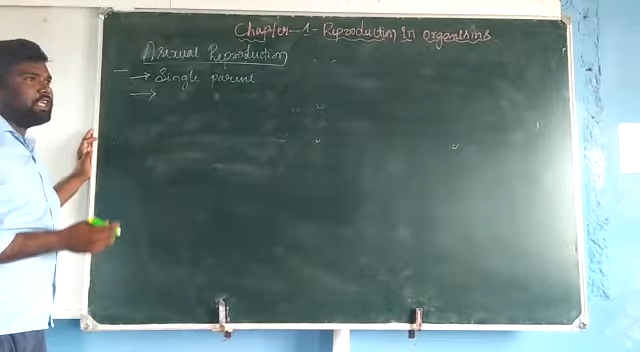 Chapter - 1 - Reproduction in organisms
Asexual Reproduction
→ Single parent
→